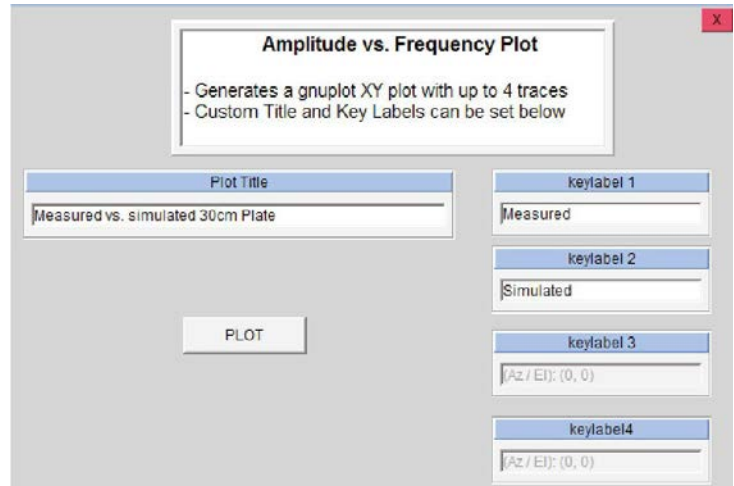 X
Amplitude vs. Frequency Plot
- Generates a gnuplot XY plot with up to 4 traces
- Custom Title and Key Labels can be set below
Plot Title
Measured vs. simulated 30cm Plate
PLOT
keylabel 1
Measured
keylabel 2
Simulated
keylabel 3
(Az / El): (0, 0)
keylabel4
(Az / El): (0, 0)